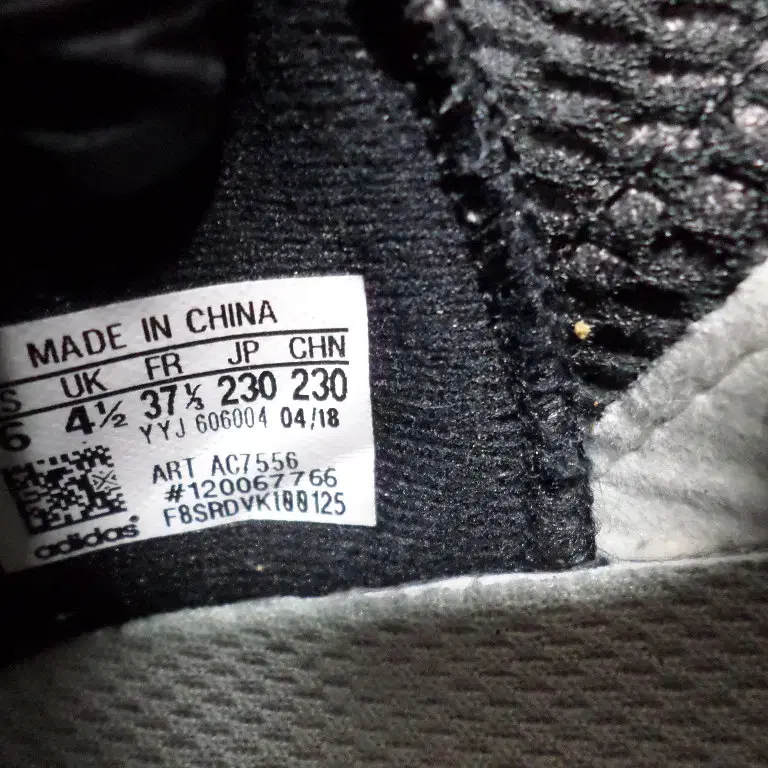 MADE IN CHINA
S UK FR JP CHN
6 4½ 37⅓ 230 230
YYJ 606004 04/18
ART AC7556
#120067766
F8SRDVKI00125
adidas